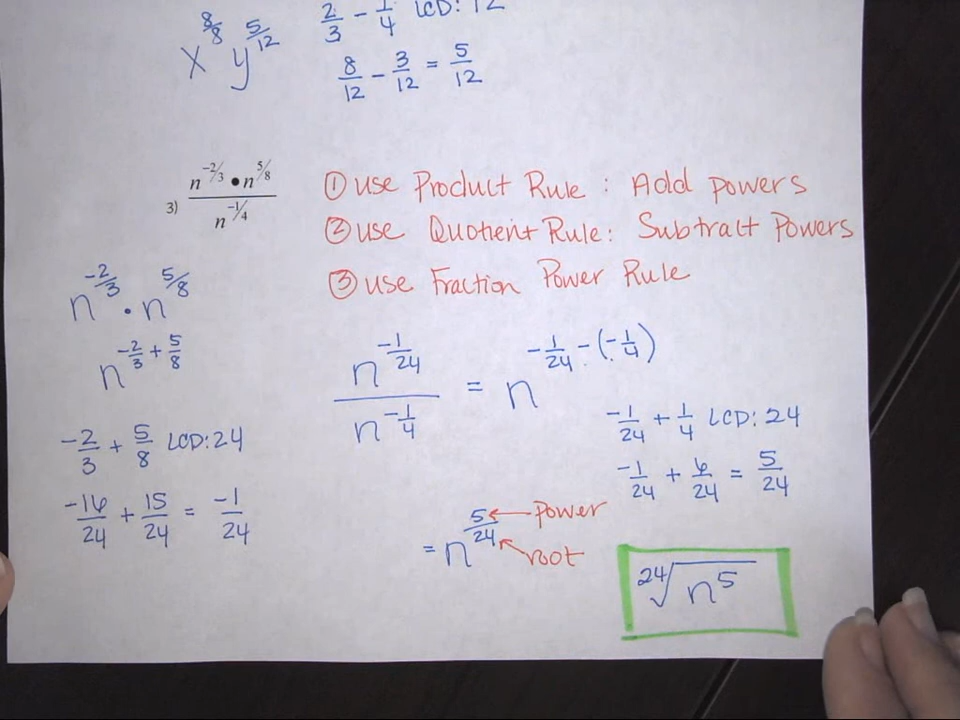 x^8/8 y^5/12
2/3 - 1/4 LCD: 12
8/12 - 3/12 = 5/12
3) n^-2/3 • n^5/8 / n^-1/4
① Use Product Rule: Add powers
② Use Quotient Rule: Subtract Powers
③ Use Fraction Power Rule
n^-2/3 · n^5/8
n^-2/3 + 5/8
-2/3 + 5/8 LCD: 24
-16/24 + 15/24 = -1/24
n^-1/24 / n^-1/4 = n^-1/24 - (-1/4)
-1/24 + 1/4 LCD: 24
-1/24 + 6/24 = 5/24
= n^5/24 ← power
root
²⁴√n⁵